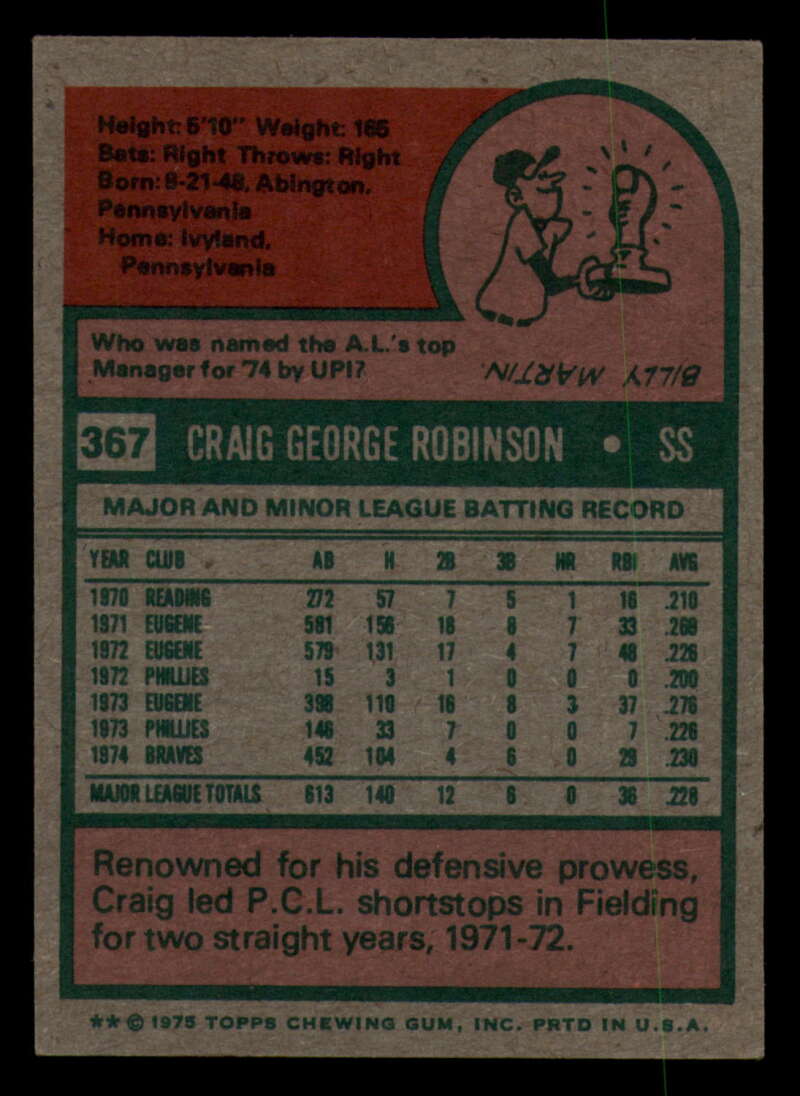 Height: 5'10" Weight: 165
Bats: Right Throws: Right
Born: 8-21-48, Abington,
Pennsylvania
Home: Ivyland,
Pennsylvania
Who was named the A.L.'s top
Manager for '74 by UPI?
BILLY MARTIN.
367 CRAIG GEORGE ROBINSON • SS
MAJOR AND MINOR LEAGUE BATTING RECORD
YEAR CLUB AB H 2B 3B HR RBI AVG
1970 READING 272 57 7 5 1 16 .210
1971 EUGENE 581 156 18 8 7 33 .269
1972 EUGENE 579 131 17 4 7 48 .226
1972 PHILLIES 15 3 1 0 0 0 .200
1973 EUGENE 398 110 16 8 3 37 .276
1973 PHILLIES 146 33 7 0 0 7 .226
1974 BRAVES 452 104 4 6 0 29 .230
MAJOR LEAGUE TOTALS 613 140 12 6 0 36 .228
Renowned for his defensive prowess,
Craig led P.C.L. shortstops in Fielding
for two straight years, 1971-72.
** © 1975 TOPPS CHEWING GUM, INC. PRTD IN U.S.A.